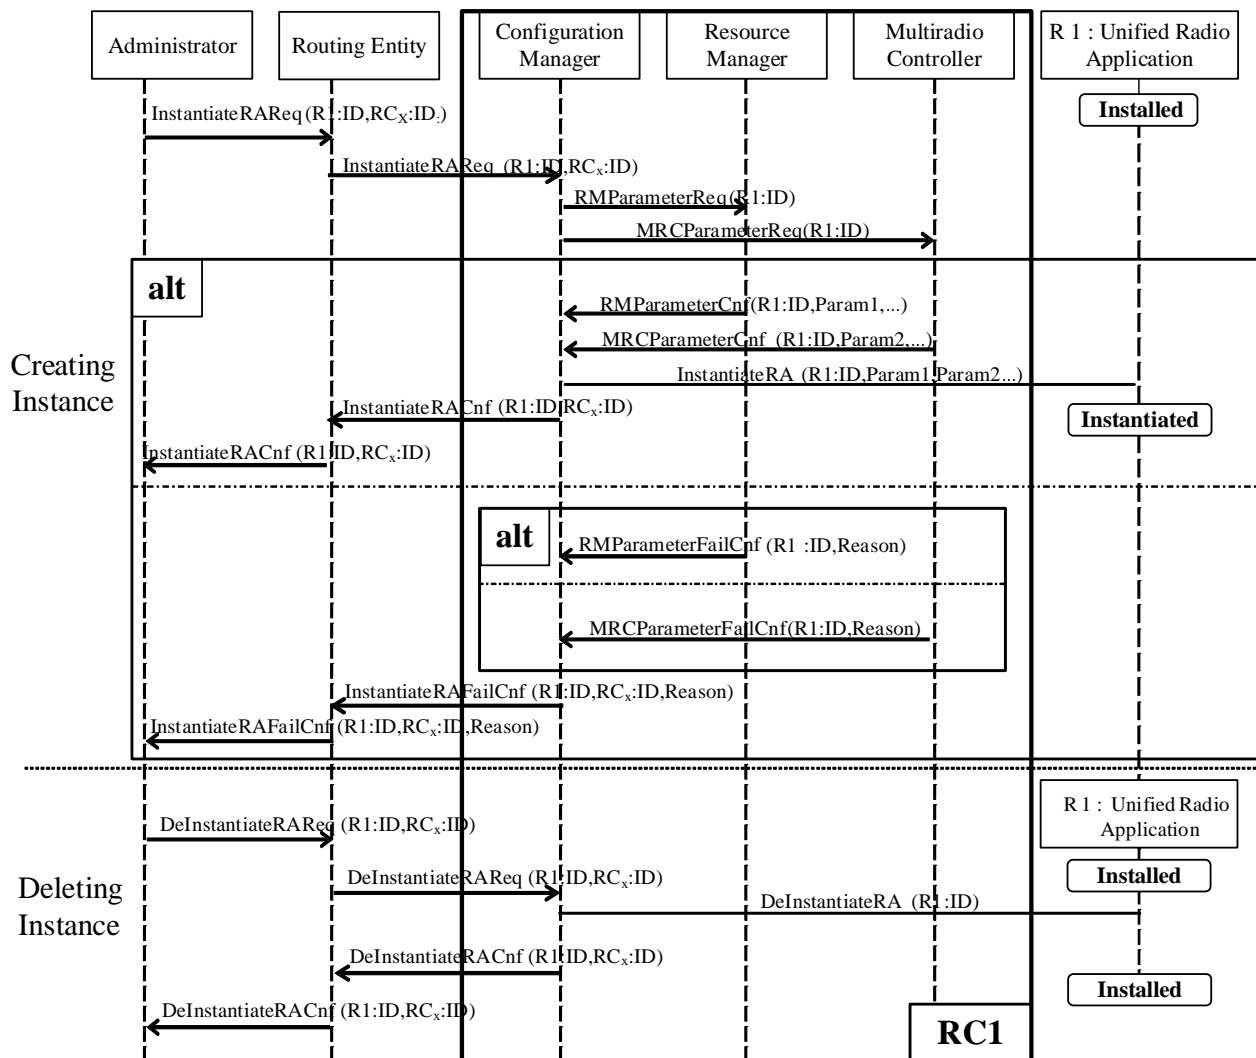 Administrator
Routing Entity
Configuration
Manager
Resource
Manager
Multiradio
Controller
R 1 : Unified Radio
Application
Installed
InstantiateRAReq (R1:ID,RCX:ID:)
InstantiateRAReq (R1:ID,RCx:ID)
RMParameterReq(R1:ID)
MRCParameterReq(R1:ID)
alt
Creating
Instance
RMParameterCnf(R1:ID,Param1,...)
MRCParameterCnf (R1:ID,Param2,...)
InstantiateRA (R1:ID,Param1,Param2...)
InstantiateRACnf (R1:ID,RCx:ID)
Instantiated
InstantiateRACnf (R1:ID,RCx:ID)
alt
RMParameterFailCnf (R1 :ID,Reason)
MRCParameterFailCnf(R1:ID,Reason)
InstantiateRAFailCnf (R1:ID,RCx:ID,Reason)
InstantiateRAFailCnf (R1:ID,RCx:ID,Reason)
R 1 : Unified Radio
Application
DeInstantiateRAReq (R1:ID,RCx:ID)
Installed
Deleting
Instance
DeInstantiateRAReq (R1:ID,RCx:ID)
DeInstantiateRA (R1:ID)
DeInstantiateRACnf (R1:ID,RCx:ID)
Installed
DeInstantiateRACnf (R1:ID,RCx:ID)
RC1